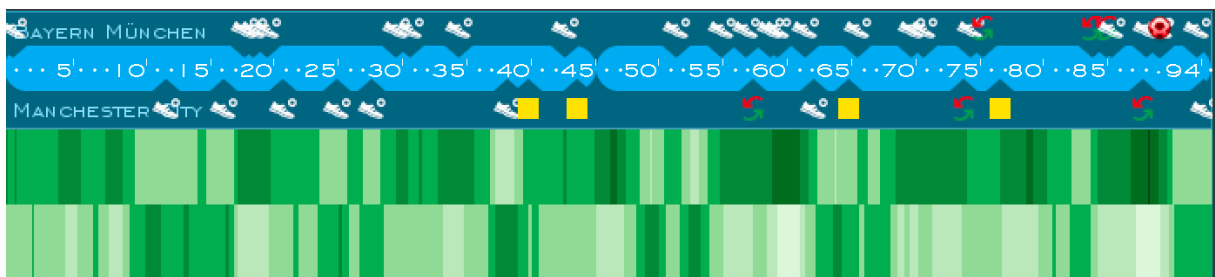 BAYERN MÜNCHEN
5' 10' 15' 20' 25' 30' 35' 40' 45' 50' 55' 60' 65' 70' 75' 80' 85' 94'
MANCHESTER CITY